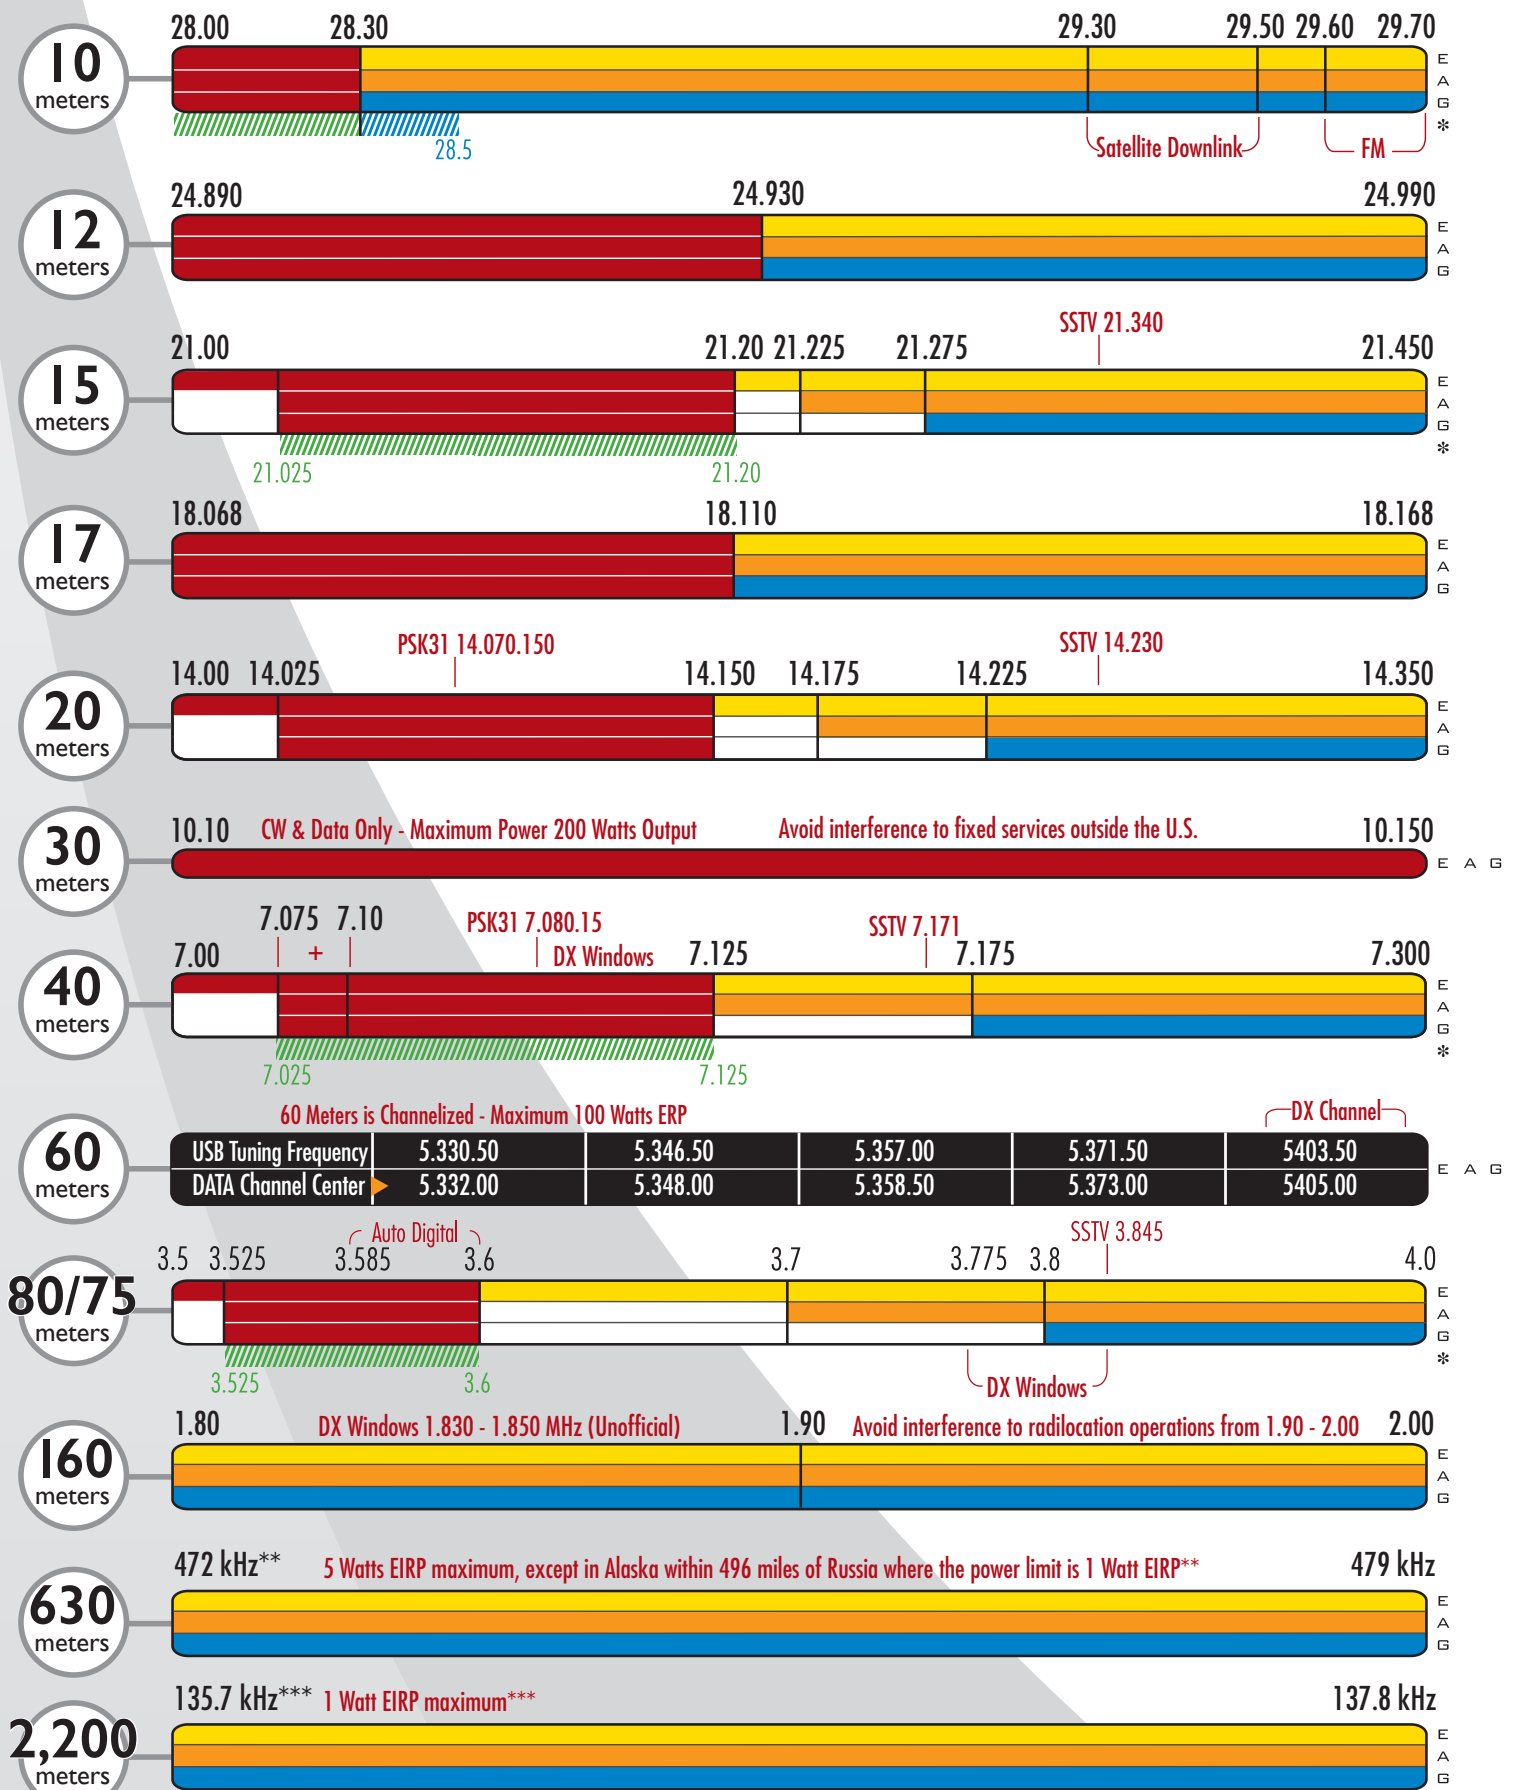 28.00 28.30 29.30 29.50 29.60 29.70
10
meters
E
A
G
*
28.5
Satellite Downlink
FM
24.890 24.930 24.990
12
meters
E
A
G
SSTV 21.340
21.00 21.20 21.225 21.275 21.450
15
meters
E
A
G
*
21.025 21.20
18.068 18.110 18.168
17
meters
E
A
G
PSK31 14.070.150 SSTV 14.230
14.00 14.025 14.150 14.175 14.225 14.350
20
meters
E
A
G
10.10 CW & Data Only - Maximum Power 200 Watts Output Avoid interference to fixed services outside the U.S. 10.150
30
meters
E A G
7.075 7.10 PSK31 7.080.15 SSTV 7.171
7.00 + DX Windows 7.125 7.175 7.300
40
meters
E
A
G
*
7.025 7.125
60 Meters is Channelized - Maximum 100 Watts ERP DX Channel
60
meters
USB Tuning Frequency 5.330.50 5.346.50 5.357.00 5.371.50 5403.50
DATA Channel Center 5.332.00 5.348.00 5.358.50 5.373.00 5405.00
E A G
Auto Digital SSTV 3.845
3.5 3.525 3.585 3.6 3.7 3.775 3.8 4.0
80/75
meters
E
A
G
*
3.525 3.6
DX Windows
1.80 DX Windows 1.830 - 1.850 MHz (Unofficial) 1.90 Avoid interference to radilocation operations from 1.90 - 2.00 2.00
160
meters
E
A
G
472 kHz** 5 Watts EIRP maximum, except in Alaska within 496 miles of Russia where the power limit is 1 Watt EIRP** 479 kHz
630
meters
E
A
G
135.7 kHz*** 1 Watt EIRP maximum*** 137.8 kHz
2,200
meters
E
A
G